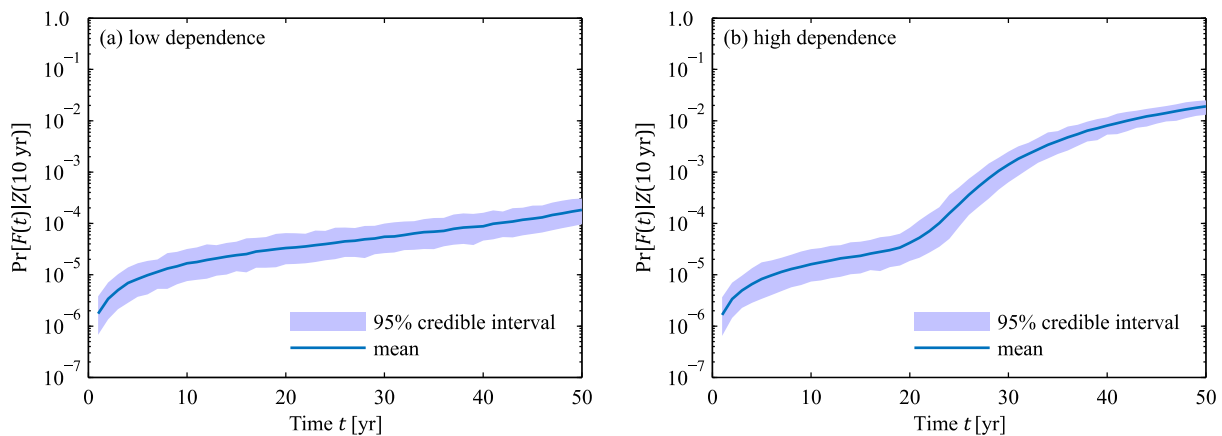 (a) low dependence
Pr[F(t)|Z(10 yr)]
1.0
10⁻¹
10⁻²
10⁻³
10⁻⁴
10⁻⁵
10⁻⁶
10⁻⁷
95% credible interval
mean
0 10 20 30 40 50
Time t [yr]
(b) high dependence
Pr[F(t)|Z(10 yr)]
1.0
10⁻¹
10⁻²
10⁻³
10⁻⁴
10⁻⁵
10⁻⁶
10⁻⁷
95% credible interval
mean
0 10 20 30 40 50
Time t [yr]